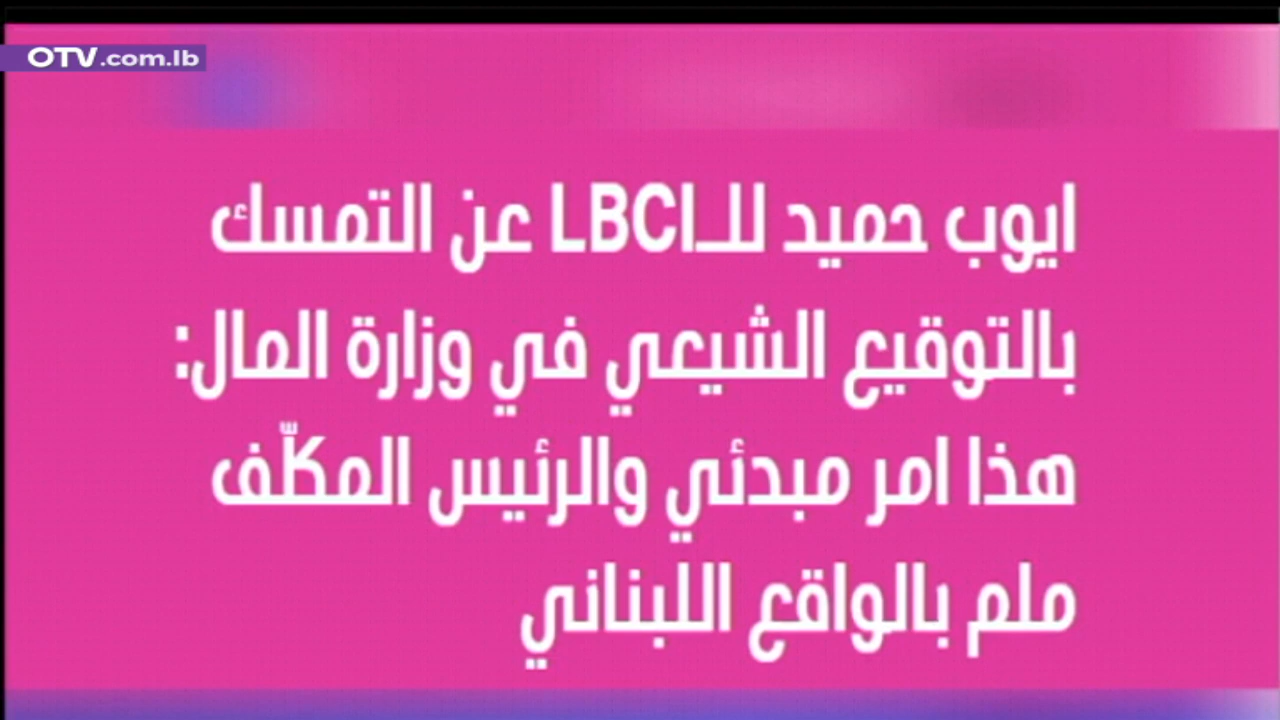 OTV.com.lb
ايوب حميد للـLBCI عن التمسك
بالتوقيع الشيعي في وزارة المال:
هذا امر مبدئي والرئيس المكلّف
ملم بالواقع اللبناني